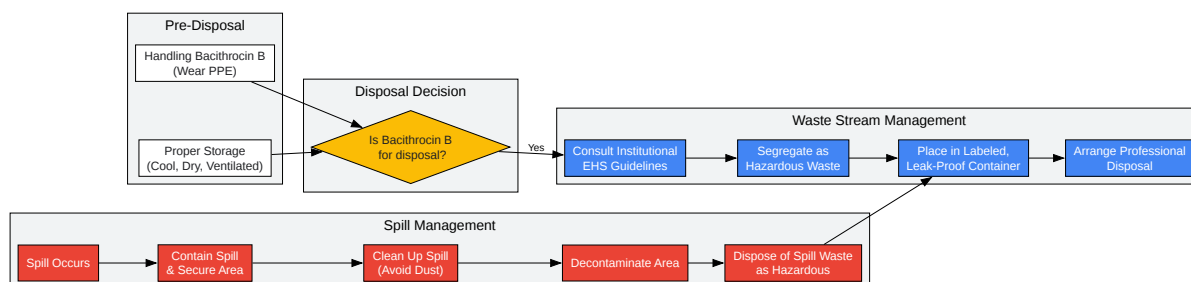 Pre-Disposal
Handling Bacithrocin B
(Wear PPE)
Proper Storage
(Cool, Dry, Ventilated)
Disposal Decision
Is Bacithrocin B
for disposal?
Yes
Waste Stream Management
Consult Institutional
EHS Guidelines
Segregate as
Hazardous Waste
Place in Labeled,
Leak-Proof Container
Arrange Professional
Disposal
Spill Management
Spill Occurs
Contain Spill
& Secure Area
Clean Up Spill
(Avoid Dust)
Decontaminate Area
Dispose of Spill Waste
as Hazardous